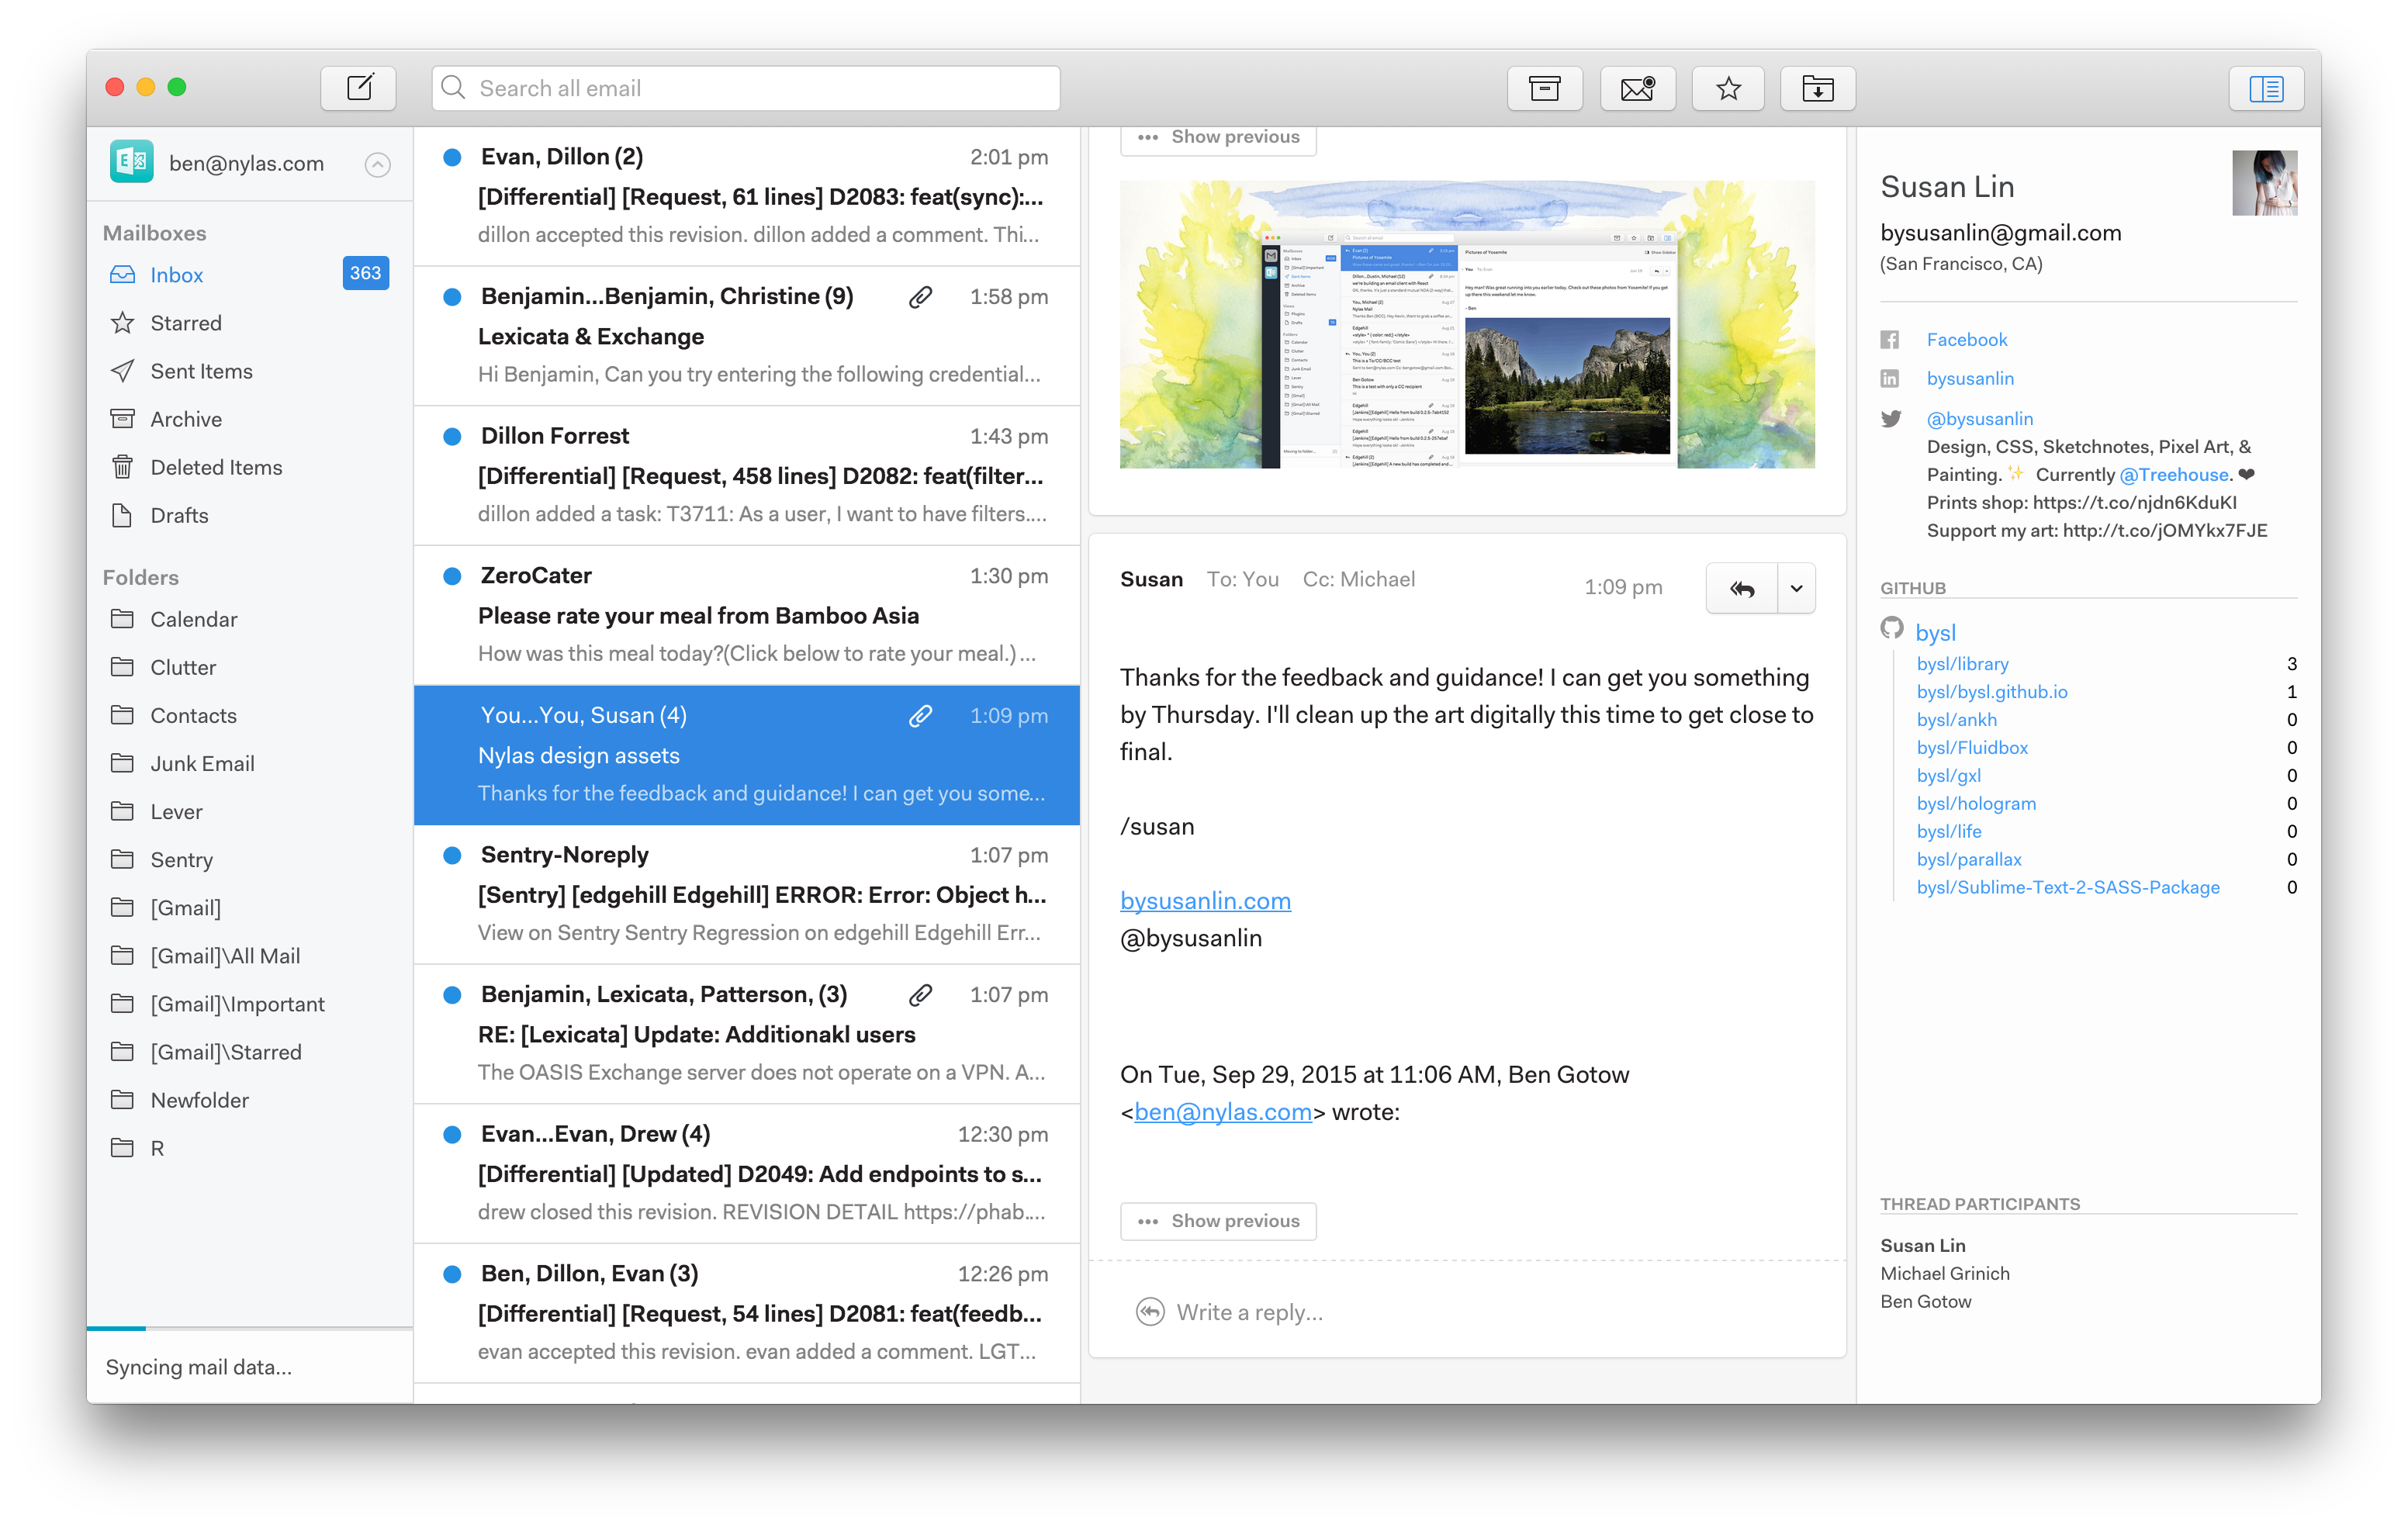 Search all email
ben@nylas.com
Mailboxes
Inbox 363
Starred
Sent Items
Archive
Deleted Items
Drafts
Folders
Calendar
Clutter
Contacts
Junk Email
Lever
Sentry
[Gmail]
[Gmail]\All Mail
[Gmail]\Important
[Gmail]\Starred
Newfolder
R
Syncing mail data...
Evan, Dillon (2) 2:01 pm
[Differential] [Request, 61 lines] D2083: feat(sync):...
dillon accepted this revision. dillon added a comment. Thi...
Benjamin...Benjamin, Christine (9) 1:58 pm
Lexicata & Exchange
Hi Benjamin, Can you try entering the following credential...
Dillon Forrest 1:43 pm
[Differential] [Request, 458 lines] D2082: feat(filter...
dillon added a task: T3711: As a user, I want to have filters....
ZeroCater 1:30 pm
Please rate your meal from Bamboo Asia
How was this meal today?(Click below to rate your meal.) ...
You...You, Susan (4) 1:09 pm
Nylas design assets
Thanks for the feedback and guidance! I can get you some...
Sentry-Noreply 1:07 pm
[Sentry] [edgehill Edgehill] ERROR: Error: Object h...
View on Sentry Sentry Regression on edgehill Edgehill Err...
Benjamin, Lexicata, Patterson, (3) 1:07 pm
RE: [Lexicata] Update: Additionakl users
The OASIS Exchange server does not operate on a VPN. A...
Evan...Evan, Drew (4) 12:30 pm
[Differential] [Updated] D2049: Add endpoints to s...
drew closed this revision. REVISION DETAIL https://phab....
Ben, Dillon, Evan (3) 12:26 pm
[Differential] [Request, 54 lines] D2081: feat(feedb...
evan accepted this revision. evan added a comment. LGT...
••• Show previous
Susan To: You Cc: Michael 1:09 pm
Thanks for the feedback and guidance! I can get you something
by Thursday. I'll clean up the art digitally this time to get close to
final.
/susan
bysusanlin.com
@bysusanlin
On Tue, Sep 29, 2015 at 11:06 AM, Ben Gotow
<ben@nylas.com> wrote:
••• Show previous
Write a reply...
Susan Lin
bysusanlin@gmail.com
(San Francisco, CA)
Facebook
bysusanlin
@bysusanlin
Design, CSS, Sketchnotes, Pixel Art, &
Painting.✨ Currently @Treehouse. ❤
Prints shop: https://t.co/njdn6KduKI
Support my art: http://t.co/jOMYkx7FJE
GITHUB
bysl
bysl/library 3
bysl/bysl.github.io 1
bysl/ankh 0
bysl/Fluidbox 0
bysl/gxl 0
bysl/hologram 0
bysl/life 0
bysl/parallax 0
bysl/Sublime-Text-2-SASS-Package 0
THREAD PARTICIPANTS
Susan Lin
Michael Grinich
Ben Gotow